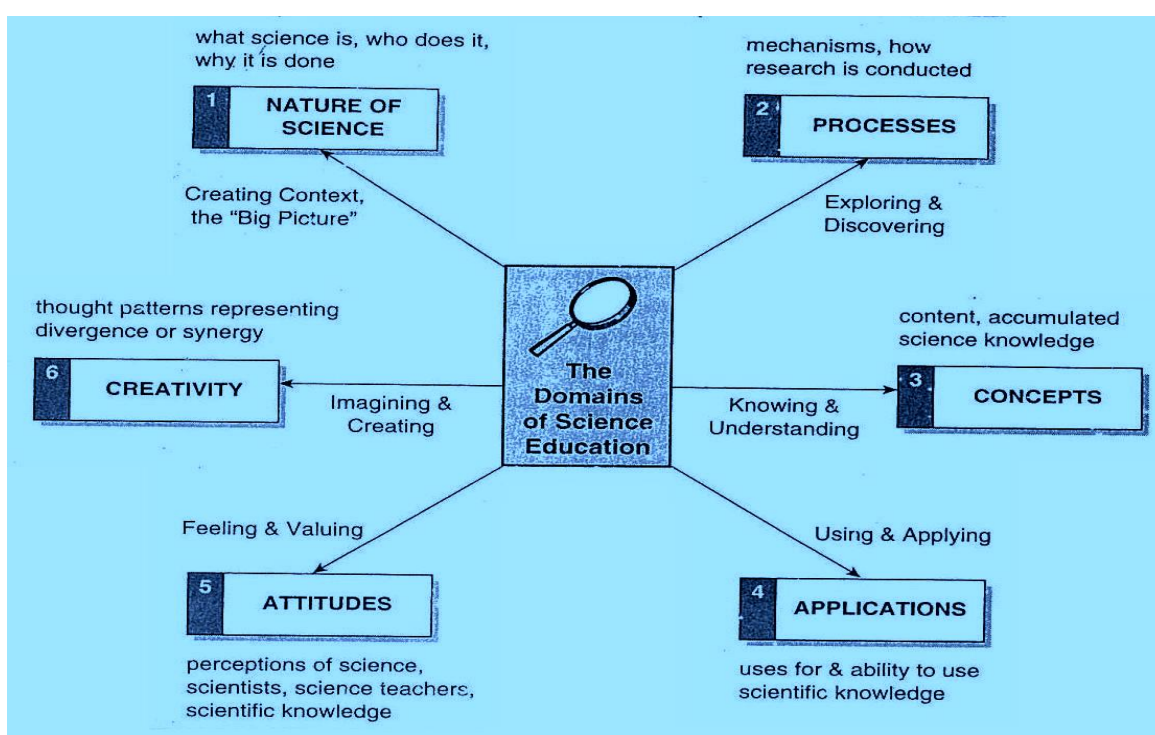 what science is, who does it,
why it is done
1
NATURE OF
SCIENCE
Creating Context,
the “Big Picture”
mechanisms, how
research is conducted
2
PROCESSES
Exploring &
Discovering
content, accumulated
science knowledge
3
CONCEPTS
Knowing &
Understanding
The
Domains
of Science
Education
Using & Applying
4
APPLICATIONS
uses for & ability to use
scientific knowledge
Feeling & Valuing
5
ATTITUDES
perceptions of science,
scientists, science teachers,
scientific knowledge
thought patterns representing
divergence or synergy
6
CREATIVITY
Imagining &
Creating